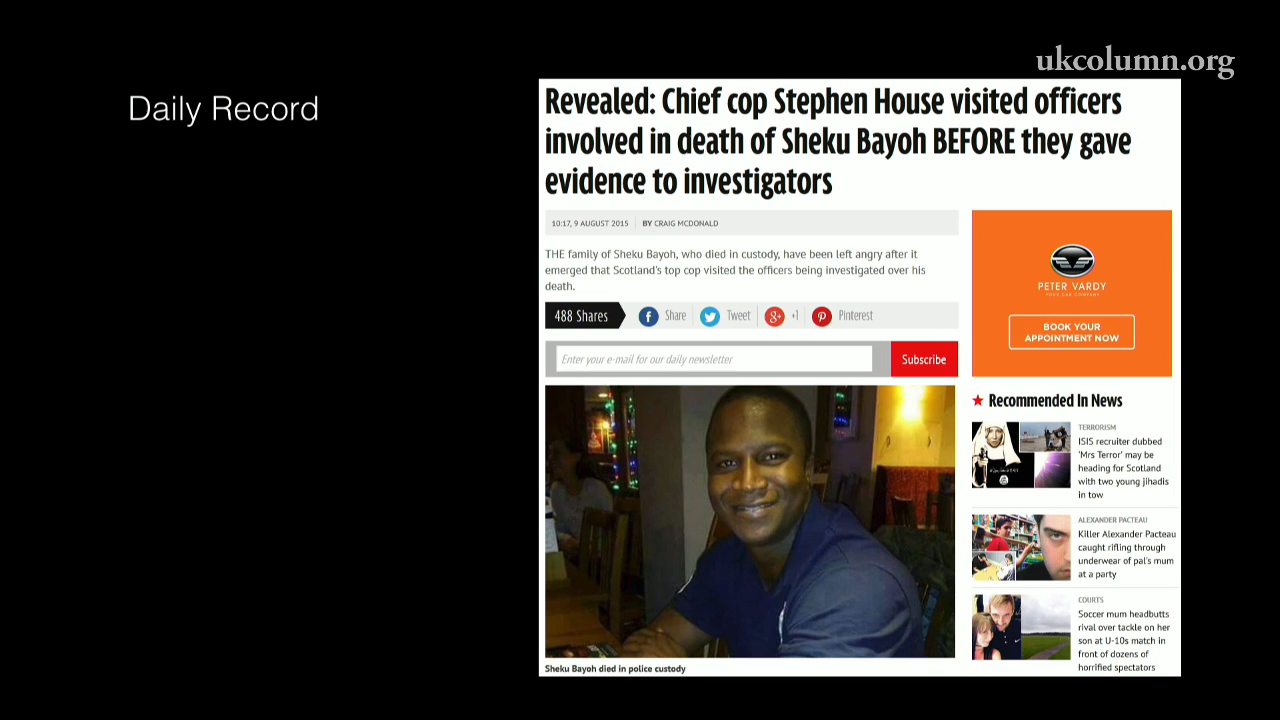 ukcolumn.org
Daily Record
Revealed: Chief cop Stephen House visited officers
involved in death of Sheku Bayoh BEFORE they gave
evidence to investigators
10:17, 9 AUGUST 2015
BY CRAIG MCDONALD
THE family of Sheku Bayoh, who died in custody, have been left angry after it
emerged that Scotland's top cop visited the officers being investigated over his
death.
488 Shares
Share
Tweet
+1
Pinterest
Enter your e-mail for our daily newsletter
Subscribe
Sheku Bayoh died in police custody
PETER VARDY
YOUR CAR COMPANY
BOOK YOUR
APPOINTMENT NOW
Recommended In News
TERRORISM
ISIS recruiter dubbed
'Mrs Terror' may be
heading for Scotland
with two young jihadis
in tow
ALEXANDER PACTEAU
Killer Alexander Pacteau
caught rifling through
underwear of pal's mum
at a party
COURTS
Soccer mum headbutts
rival over tackle on her
son at U-10s match in
front of dozens of
horrified spectators